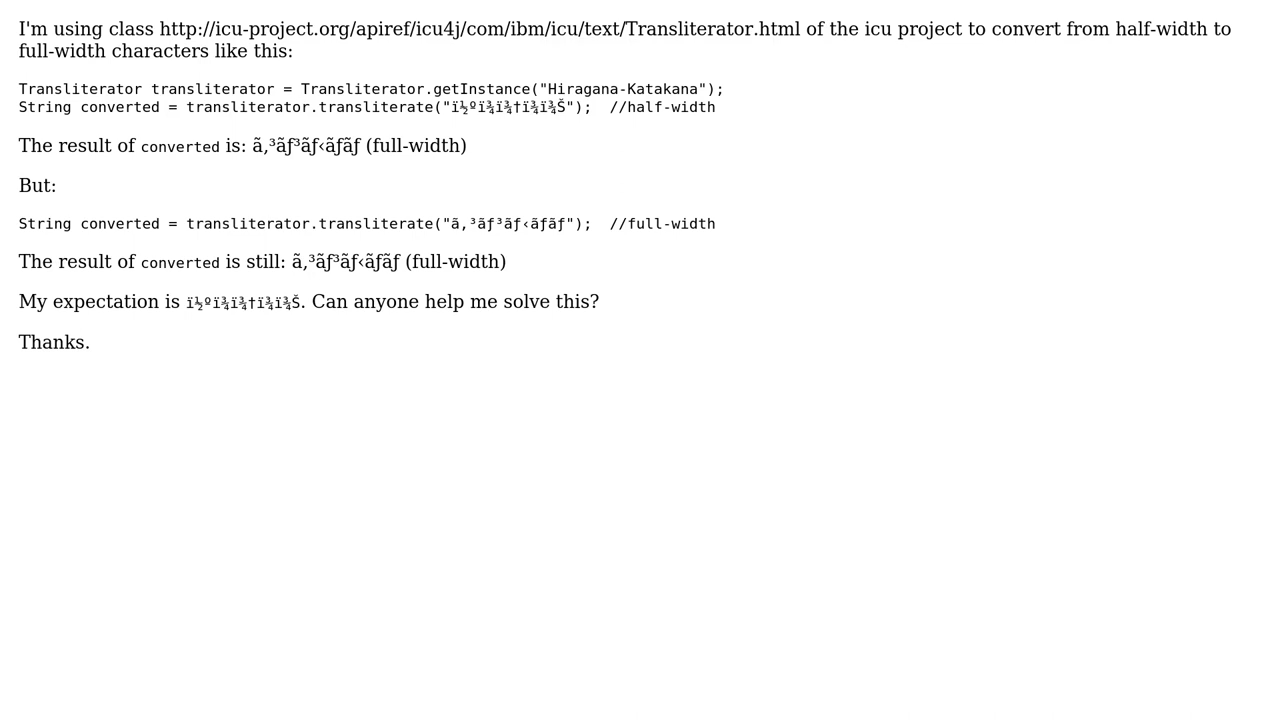 I'm using class http://icu-project.org/apiref/icu4j/com/ibm/icu/text/Transliterator.html of the icu project to convert from half-width to
full-width characters like this:
Transliterator transliterator = Transliterator.getInstance("Hiragana-Katakana");
String converted = transliterator.transliterate("ï½ºï¾ï¾†ï¾ï¾Š"); //half-width
The result of converted is: ã‚³ãƒ³ãƒ‹ãƒãƒ (full-width)
But:
String converted = transliterator.transliterate("ã‚³ãƒ³ãƒ‹ãƒãƒ"); //full-width
The result of converted is still: ã‚³ãƒ³ãƒ‹ãƒãƒ (full-width)
My expectation is ï½ºï¾ï¾†ï¾ï¾Š. Can anyone help me solve this?
Thanks.